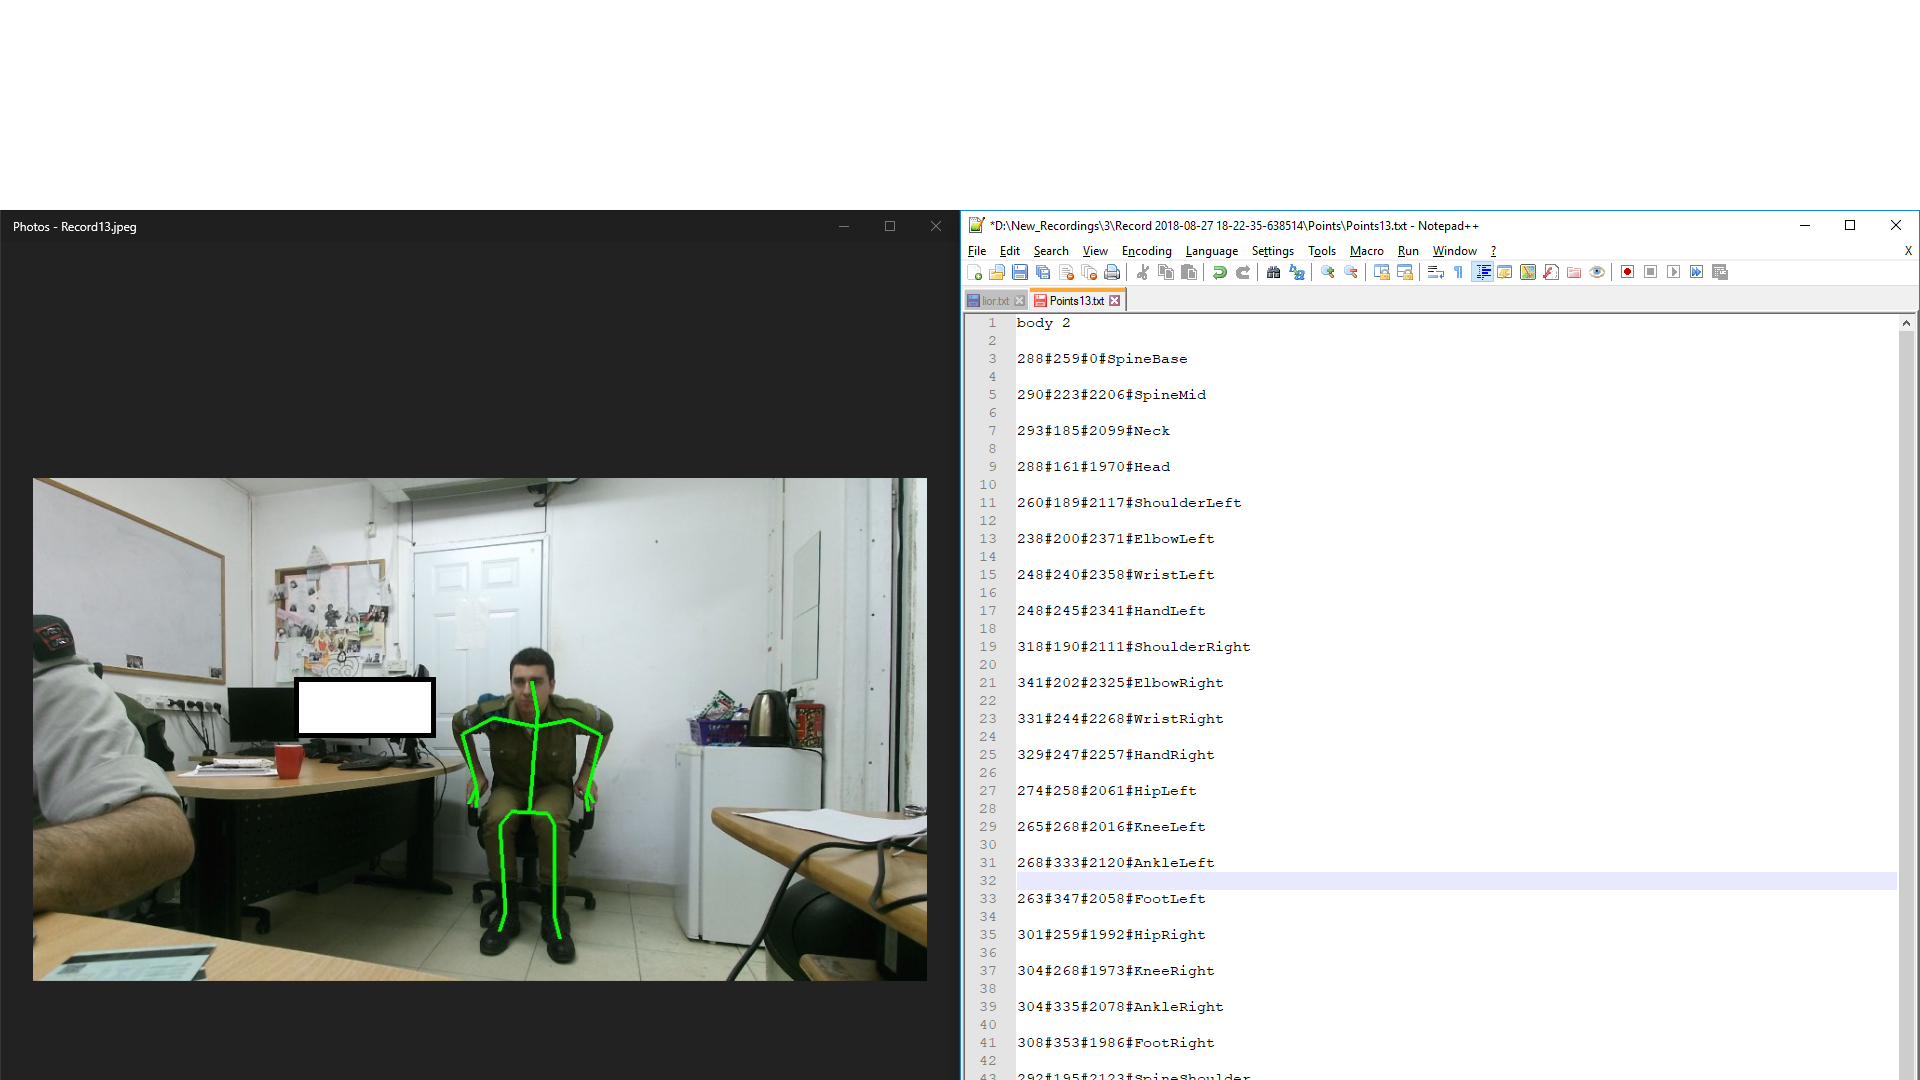 Photos - Record13.jpeg
*D:\New_Recordings\3\Record 2018-08-27 18-22-35-638514\Points\Points13.txt - Notepad++
File Edit Search View Encoding Language Settings Tools Macro Run Window ? X
lior.txt Points13.txt
1 body 2
2
3 288#259#0#SpineBase
4
5 290#223#2206#SpineMid
6
7 293#185#2099#Neck
8
9 288#161#1970#Head
10
11 260#189#2117#ShoulderLeft
12
13 238#200#2371#ElbowLeft
14
15 248#240#2358#WristLeft
16
17 248#245#2341#HandLeft
18
19 318#190#2111#ShoulderRight
20
21 341#202#2325#ElbowRight
22
23 331#244#2268#WristRight
24
25 329#247#2257#HandRight
26
27 274#258#2061#HipLeft
28
29 265#268#2016#KneeLeft
30
31 268#333#2120#AnkleLeft
32
33 263#347#2058#FootLeft
34
35 301#259#1992#HipRight
36
37 304#268#1973#KneeRight
38
39 304#335#2078#AnkleRight
40
41 308#353#1986#FootRight
42
43 292#195#2123#SpineShoulder